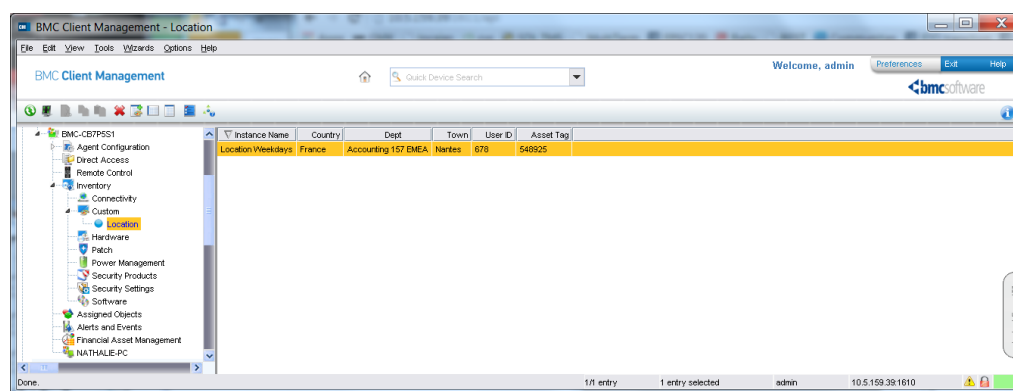 BMC Client Management - Location
File Edit View Tools Wizards Options Help
BMC Client Management
Quick Device Search
Welcome, admin
Preferences Exit Help
bmcsoftware
BMC-CB7P5S1
Agent Configuration
Direct Access
Remote Control
Inventory
Connectivity
Custom
Location
Hardware
Patch
Power Management
Security Products
Security Settings
Software
Assigned Objects
Alerts and Events
Financial Asset Management
NATHALIE-PC
Instance Name Country Dept Town User ID Asset Tag
Location Weekdays France Accounting 157 EMEA Nantes 678 548925
Done. 1/1 entry 1 entry selected admin 10.5.159.39:1610